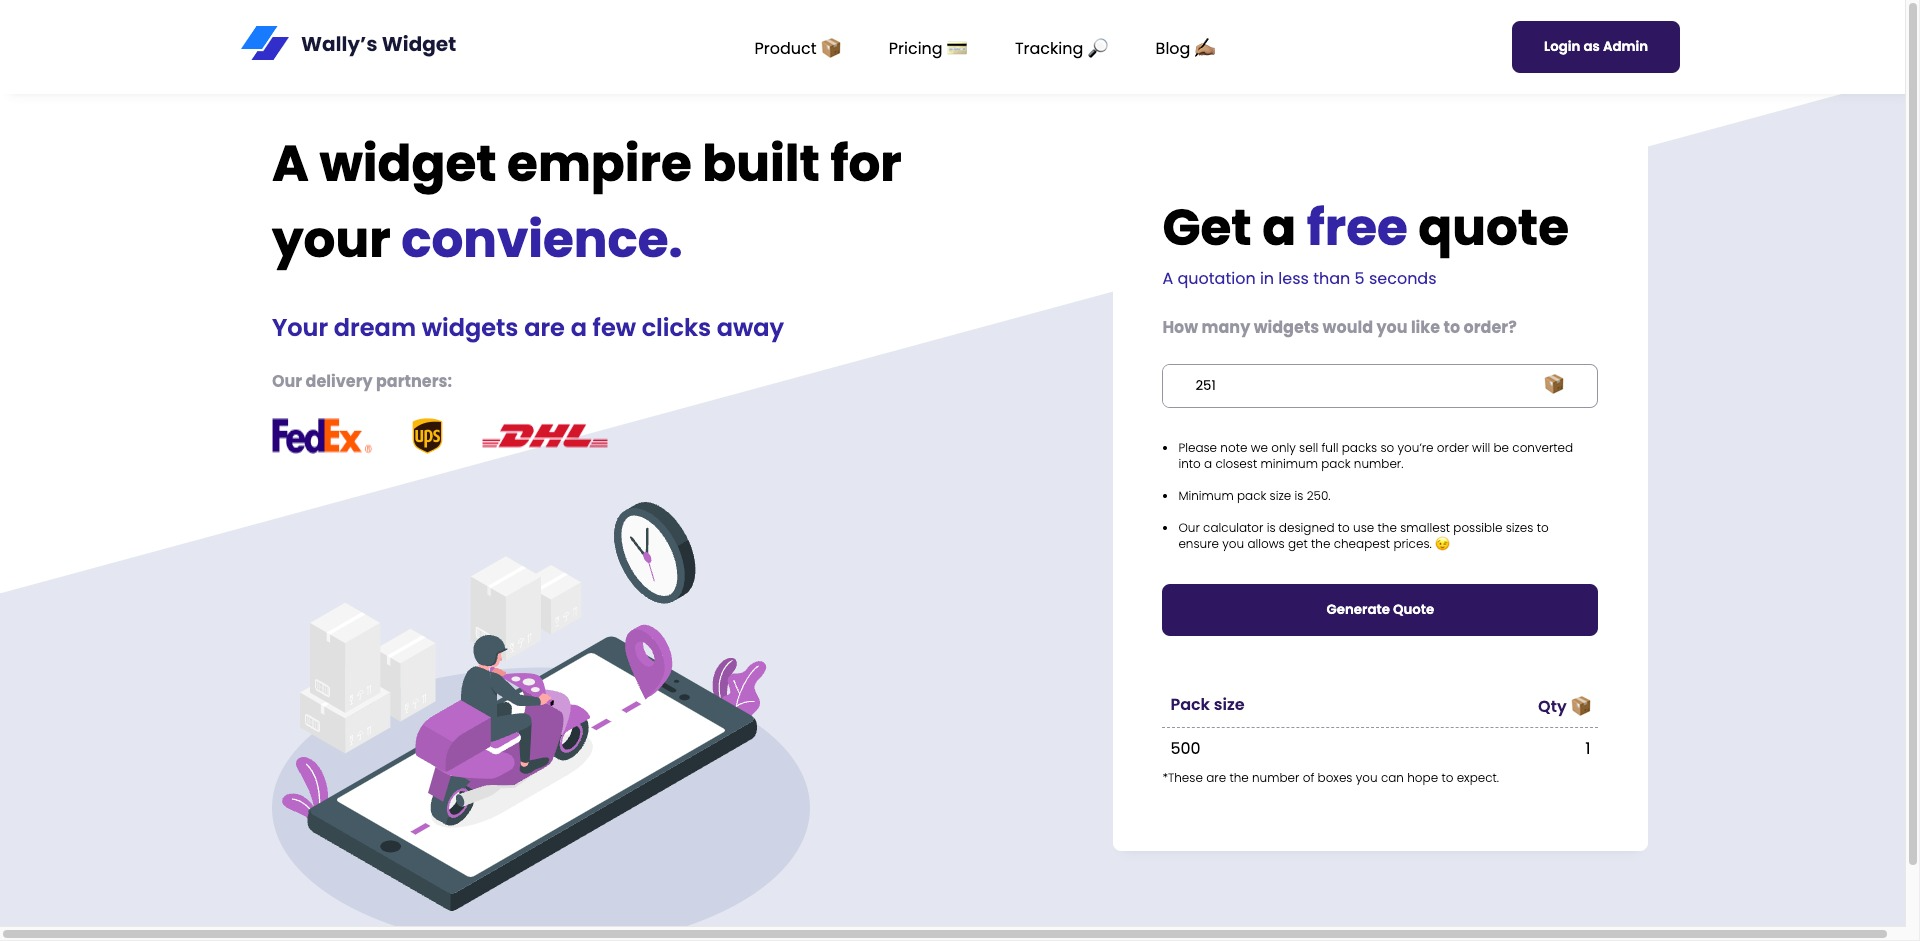 Wally's Widget
Product 📦
Pricing 💳
Tracking 🔎
Blog ✍🏽
Login as Admin
A widget empire built for
your convience.
Your dream widgets are a few clicks away
Our delivery partners:
FedEx ®
ups
DHL
Get a free quote
A quotation in less than 5 seconds
How many widgets would you like to order?
251 📦
• Please note we only sell full packs so you're order will be converted
into a closest minimum pack number.
• Minimum pack size is 250.
• Our calculator is designed to use the smallest possible sizes to
ensure you allows get the cheapest prices. 😉
Generate Quote
Pack size
Qty 📦
500
1
*These are the number of boxes you can hope to expect.